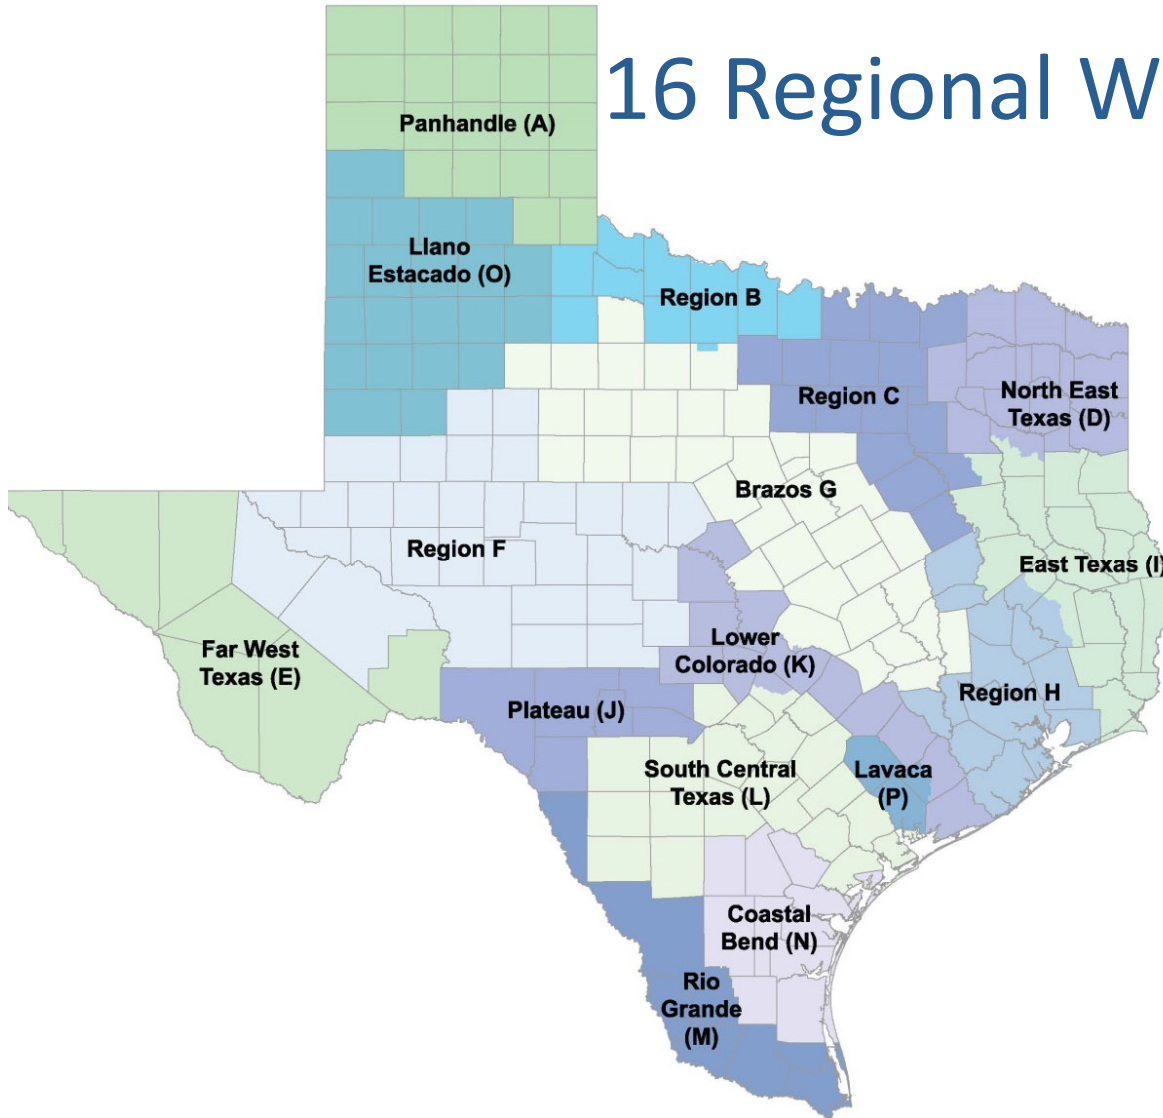 16 Regional W
Panhandle (A)
Llano
Estacado (O)
Region B
Region C
North East
Texas (D)
Brazos G
Region F
East Texas (I)
Far West
Texas (E)
Lower
Colorado (K)
Region H
Plateau (J)
South Central
Texas (L)
Lavaca
(P)
Coastal
Bend (N)
Rio
Grande
(M)